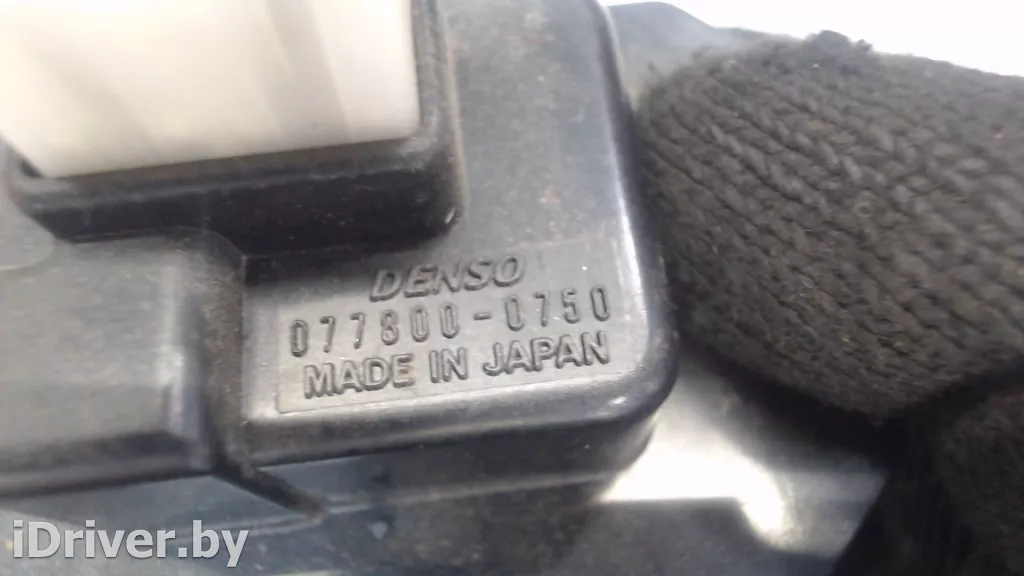 DENSO
077800-0750
MADE IN JAPAN
iDriver.by